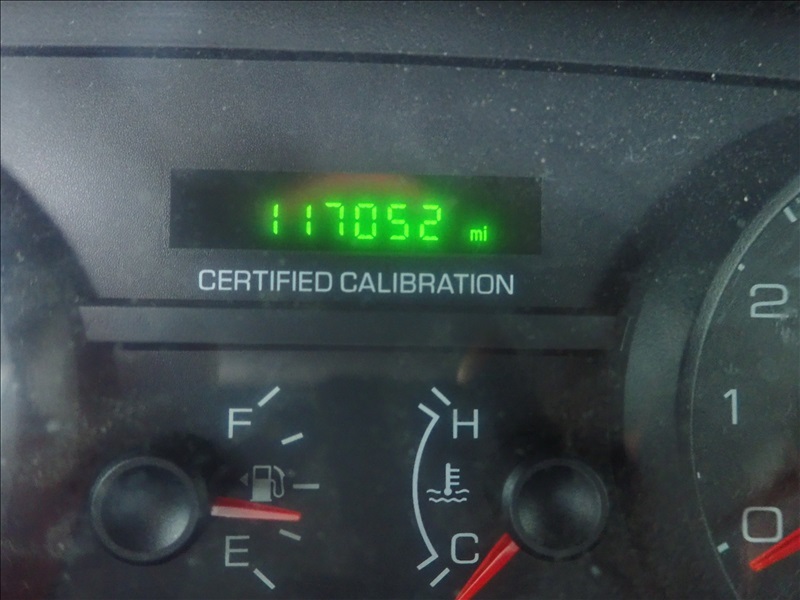 117052 mi
CERTIFIED CALIBRATION
F
H
2
1
E
C
0